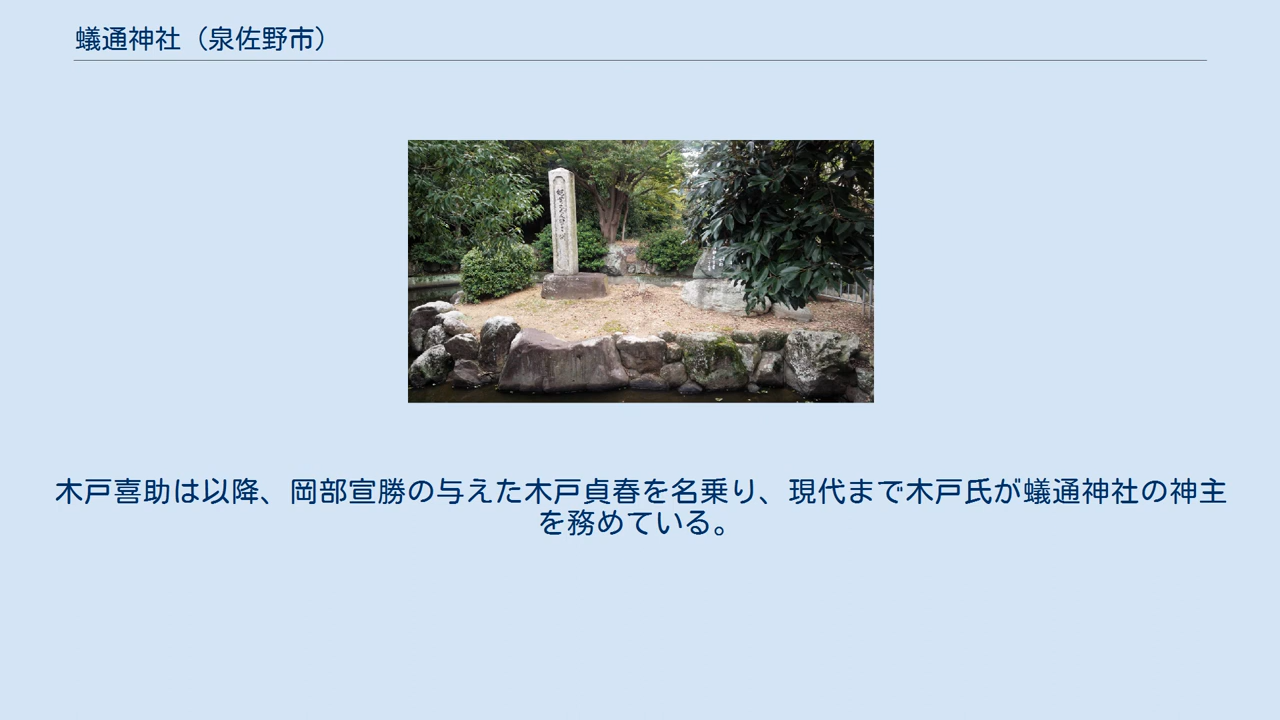 蟻通神社（泉佐野市）
木戸喜助は以降、岡部宣勝の与えた木戸貞春を名乗り、現代まで木戸氏が蟻通神社の神主
を務めている。